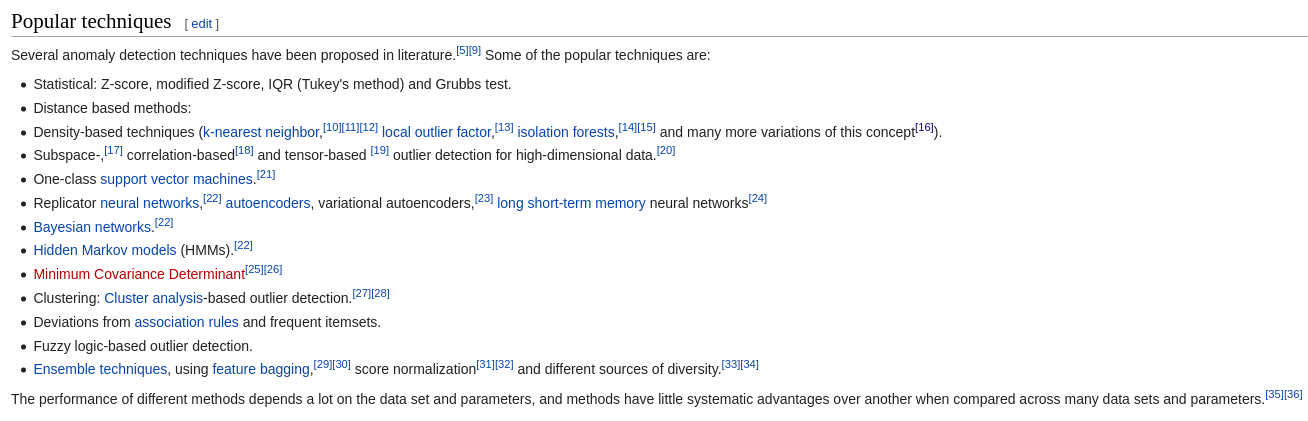 Popular techniques [ edit ]
Several anomaly detection techniques have been proposed in literature.[5][9] Some of the popular techniques are:
• Statistical: Z-score, modified Z-score, IQR (Tukey's method) and Grubbs test.
• Distance based methods:
• Density-based techniques (k-nearest neighbor,[10][11][12] local outlier factor,[13] isolation forests,[14][15] and many more variations of this concept[16]).
• Subspace-,[17] correlation-based[18] and tensor-based [19] outlier detection for high-dimensional data.[20]
• One-class support vector machines.[21]
• Replicator neural networks,[22] autoencoders, variational autoencoders,[23] long short-term memory neural networks[24]
• Bayesian networks.[22]
• Hidden Markov models (HMMs).[22]
• Minimum Covariance Determinant[25][26]
• Clustering: Cluster analysis-based outlier detection.[27][28]
• Deviations from association rules and frequent itemsets.
• Fuzzy logic-based outlier detection.
• Ensemble techniques, using feature bagging,[29][30] score normalization[31][32] and different sources of diversity.[33][34]
The performance of different methods depends a lot on the data set and parameters, and methods have little systematic advantages over another when compared across many data sets and parameters.[35][36]